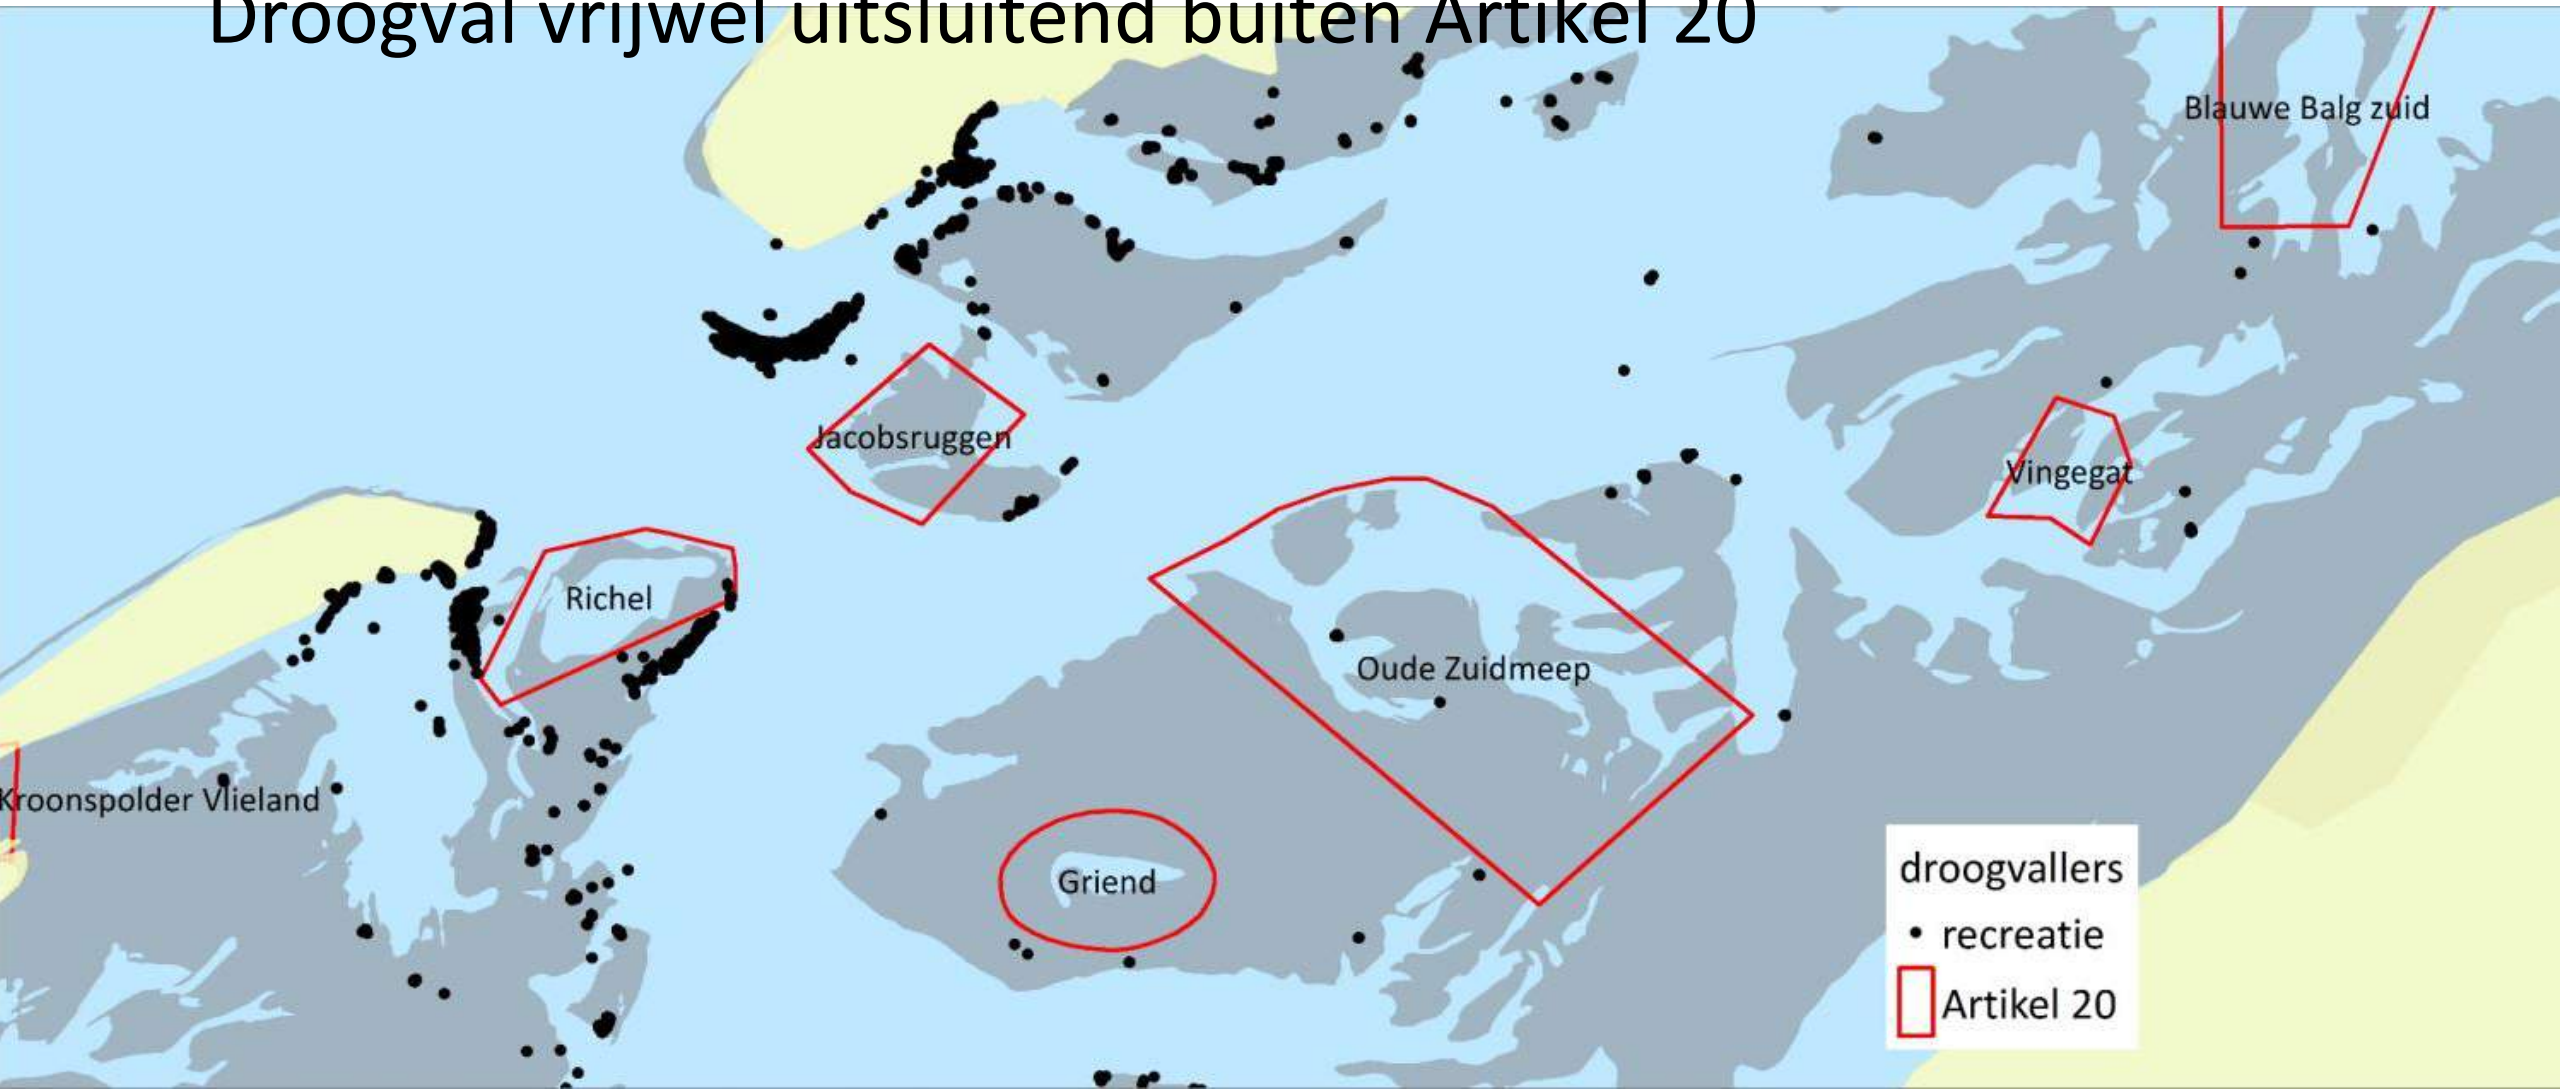 Droogval vrijwel uitsluitend buiten Artikel 20
Blauwe Balg zuid
Jacobsruggen
Vingegat
Richel
Oude Zuidmeep
Kroonspolder Vlieland
Griend
droogvallers
recreatie
Artikel 20